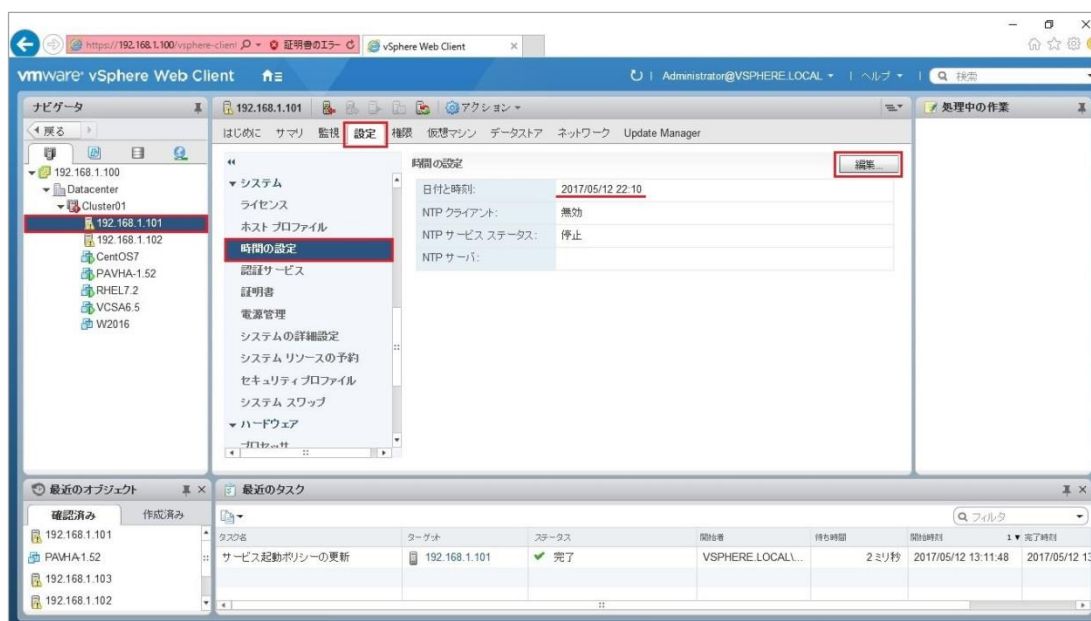 https://192.168.1.100/vsphere-client
証明書のエラー
vSphere Web Client
vmware® vSphere Web Client
Administrator@VSPHERE.LOCAL
ヘルプ
検索
ナビゲータ
192.168.1.101
アクション
処理中の作業
戻る
はじめに サマリ 監視 設定 権限 仮想マシン データストア ネットワーク Update Manager
192.168.1.100
Datacenter
Cluster01
192.168.1.101
192.168.1.102
CentOS7
PAVHA-1.52
RHEL7.2
VCSA6.5
W2016
システム
ライセンス
ホスト プロファイル
時間の設定
認証サービス
証明書
電源管理
システムの詳細設定
システム リソースの予約
セキュリティ プロファイル
システム スワップ
ハードウェア
プロセッサ
時間の設定
編集...
日付と時刻: 2017/05/12 22:10
NTP クライアント: 無効
NTP サービス ステータス: 停止
NTP サーバ:
最近のオブジェクト
確認済み 作成済み
192.168.1.101
PAVHA-1.52
192.168.1.103
192.168.1.102
最近のタスク
フィルタ
タスク名 ターゲット ステータス 開始者 待ち時間 開始時刻 1▼ 完了時刻
サービス起動ポリシーの更新 192.168.1.101 完了 VSPHERE.LOCAL\... 2 ミリ秒 2017/05/12 13:11:48 2017/05/12 13